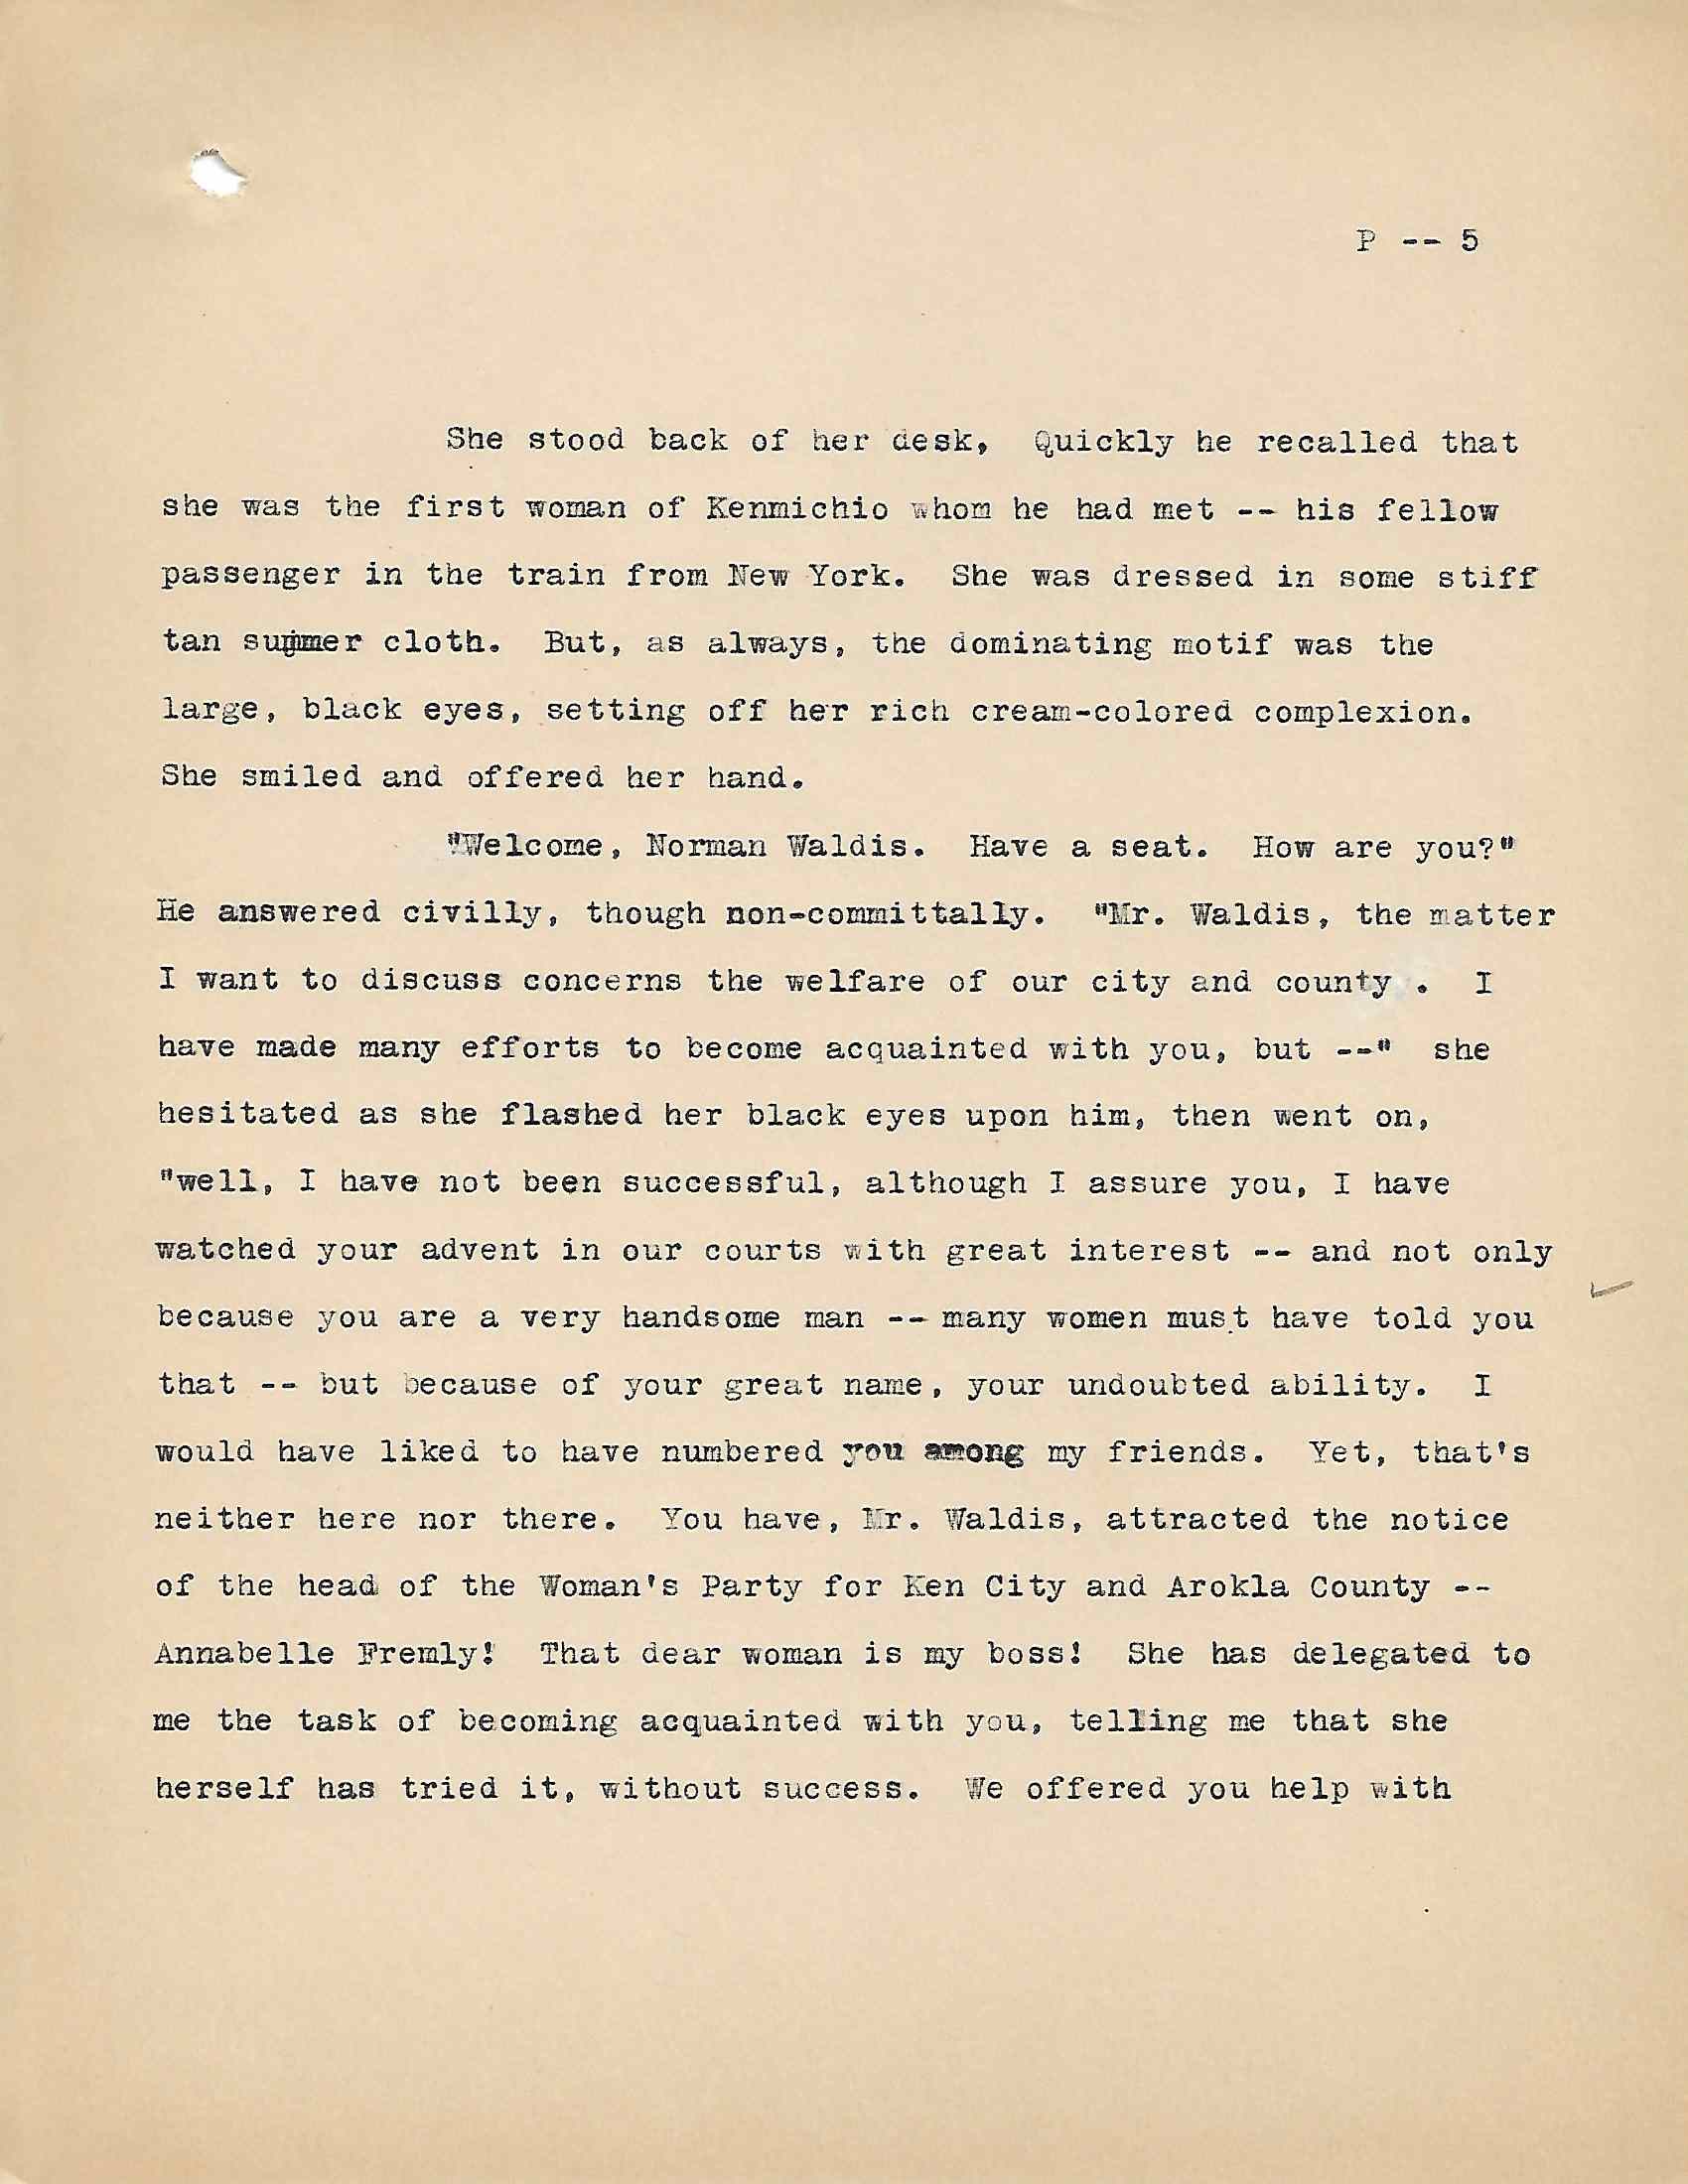 P -- 5
She stood back of her desk, Quickly he recalled that
she was the first woman of Kenmichio whom he had met -- his fellow
passenger in the train from New York. She was dressed in some stiff
tan summer cloth. But, as always, the dominating motif was the
large, black eyes, setting off her rich cream-colored complexion.
She smiled and offered her hand.
"Welcome, Norman Waldis. Have a seat. How are you?"
He answered civilly, though non-committally. "Mr. Waldis, the matter
I want to discuss concerns the welfare of our city and county . I
have made many efforts to become acquainted with you, but --" she
hesitated as she flashed her black eyes upon him, then went on,
"well, I have not been successful, although I assure you, I have
watched your advent in our courts with great interest -- and not only
because you are a very handsome man -- many women must have told you
that -- but because of your great name, your undoubted ability. I
would have liked to have numbered you among my friends. Yet, that's
neither here nor there. You have, Mr. Waldis, attracted the notice
of the head of the Woman's Party for Ken City and Arokla County --
Annabelle Fremly! That dear woman is my boss! She has delegated to
me the task of becoming acquainted with you, telling me that she
herself has tried it, without success. We offered you help with